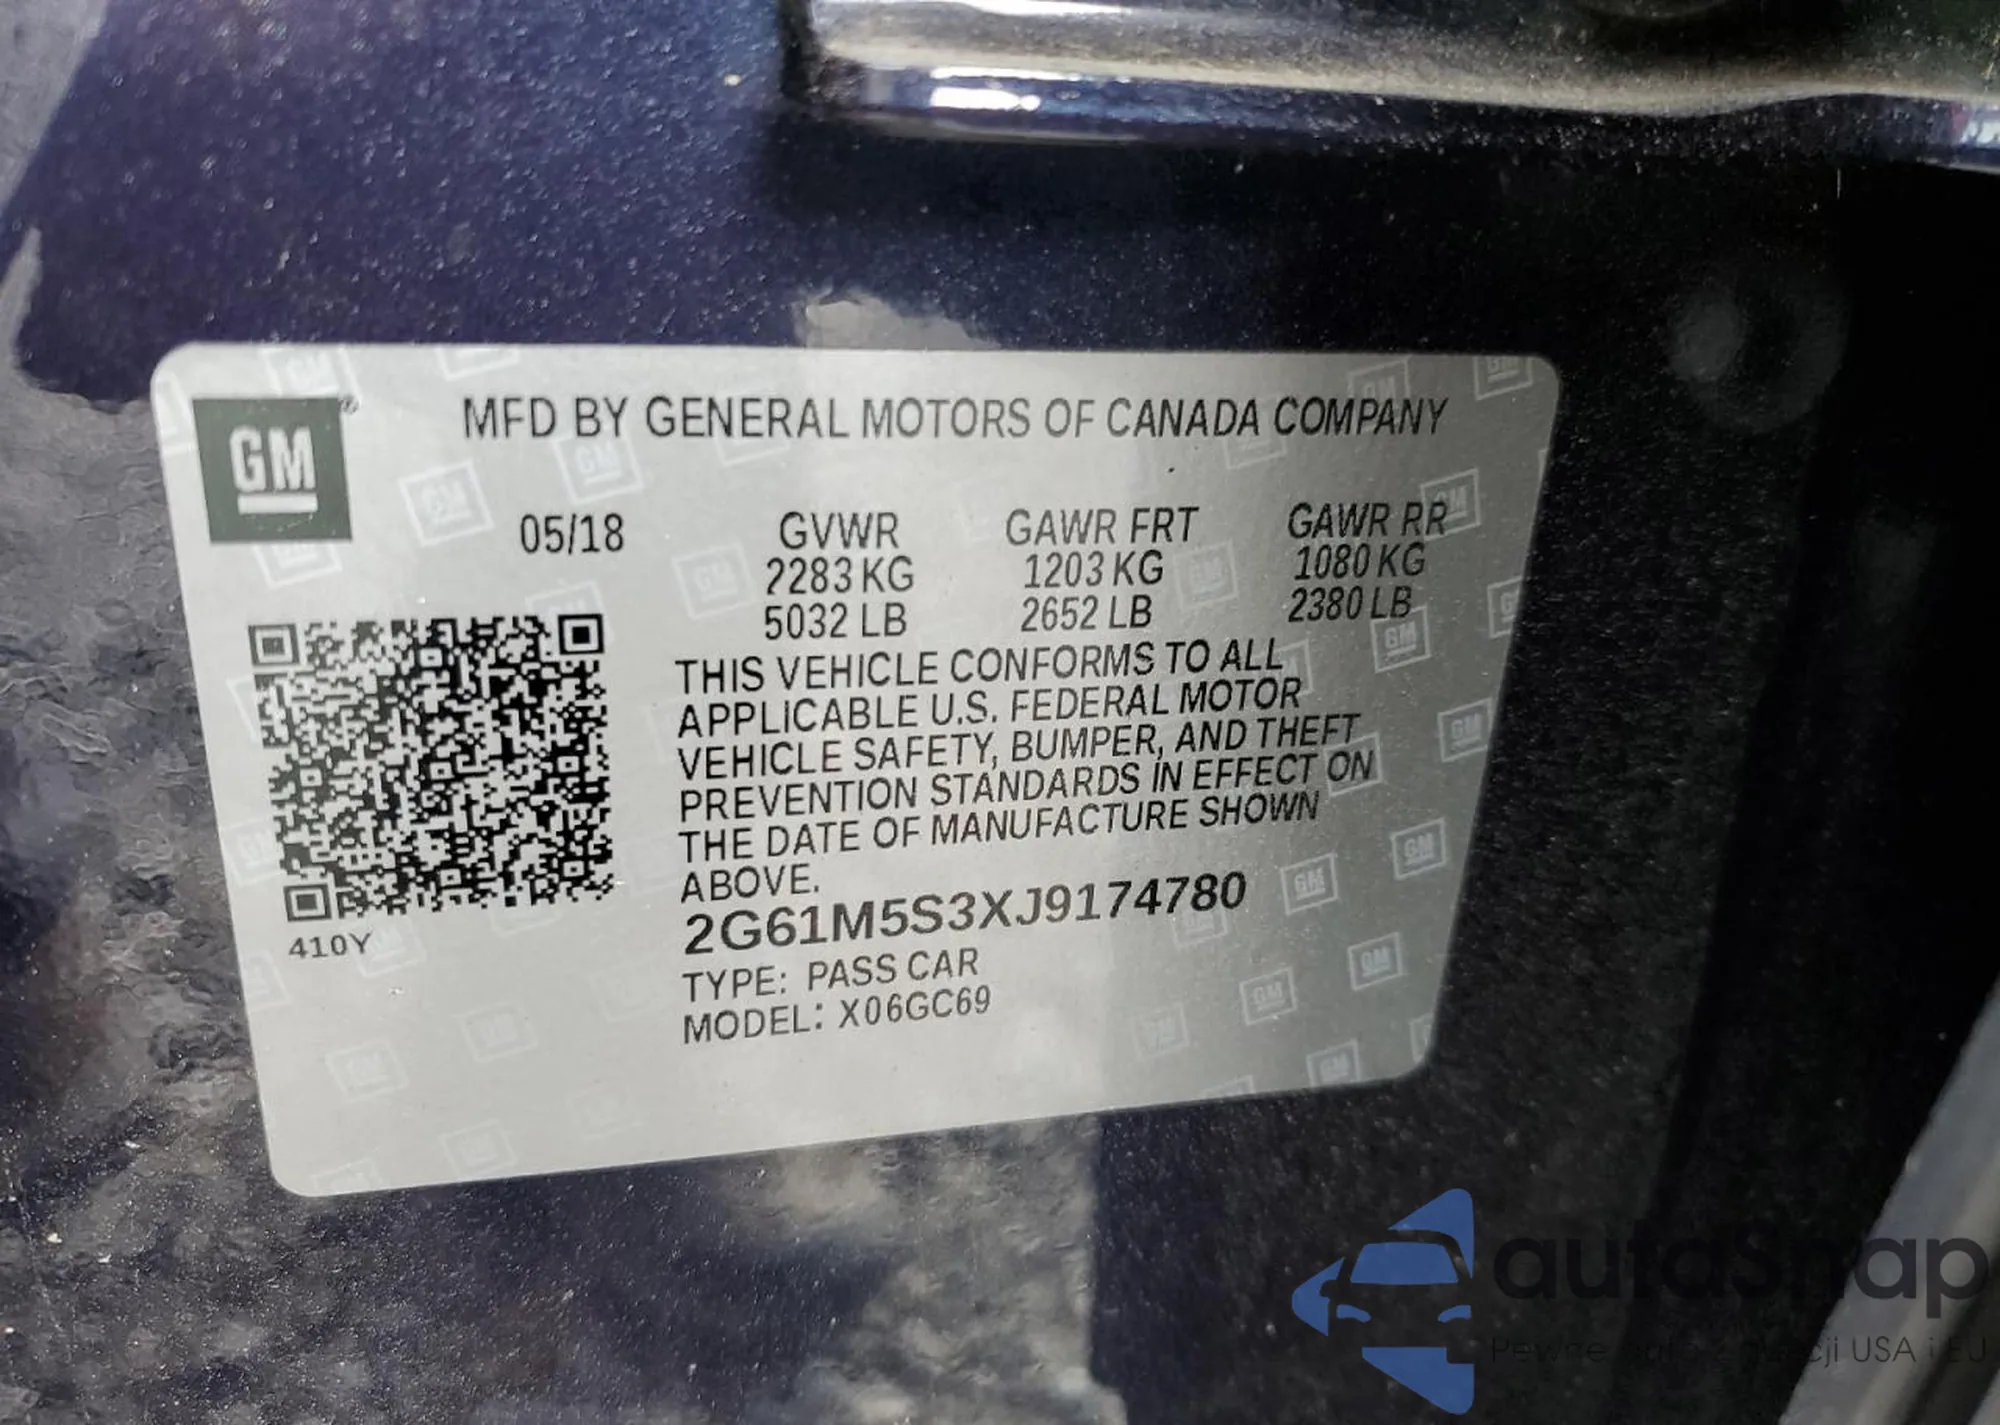 GM
MFD BY GENERAL MOTORS OF CANADA COMPANY
05/18 GVWR GAWR FRT GAWR RR
2283 KG 1203 KG 1080 KG
5032 LB 2652 LB 2380 LB
THIS VEHICLE CONFORMS TO ALL
APPLICABLE U.S. FEDERAL MOTOR
VEHICLE SAFETY, BUMPER, AND THEFT
PREVENTION STANDARDS IN EFFECT ON
THE DATE OF MANUFACTURE SHOWN
ABOVE.
2G61M5S3XJ9174780
410Y
TYPE: PASS CAR
MODEL: X06GC69
autoSnap
Pewne USA i EU